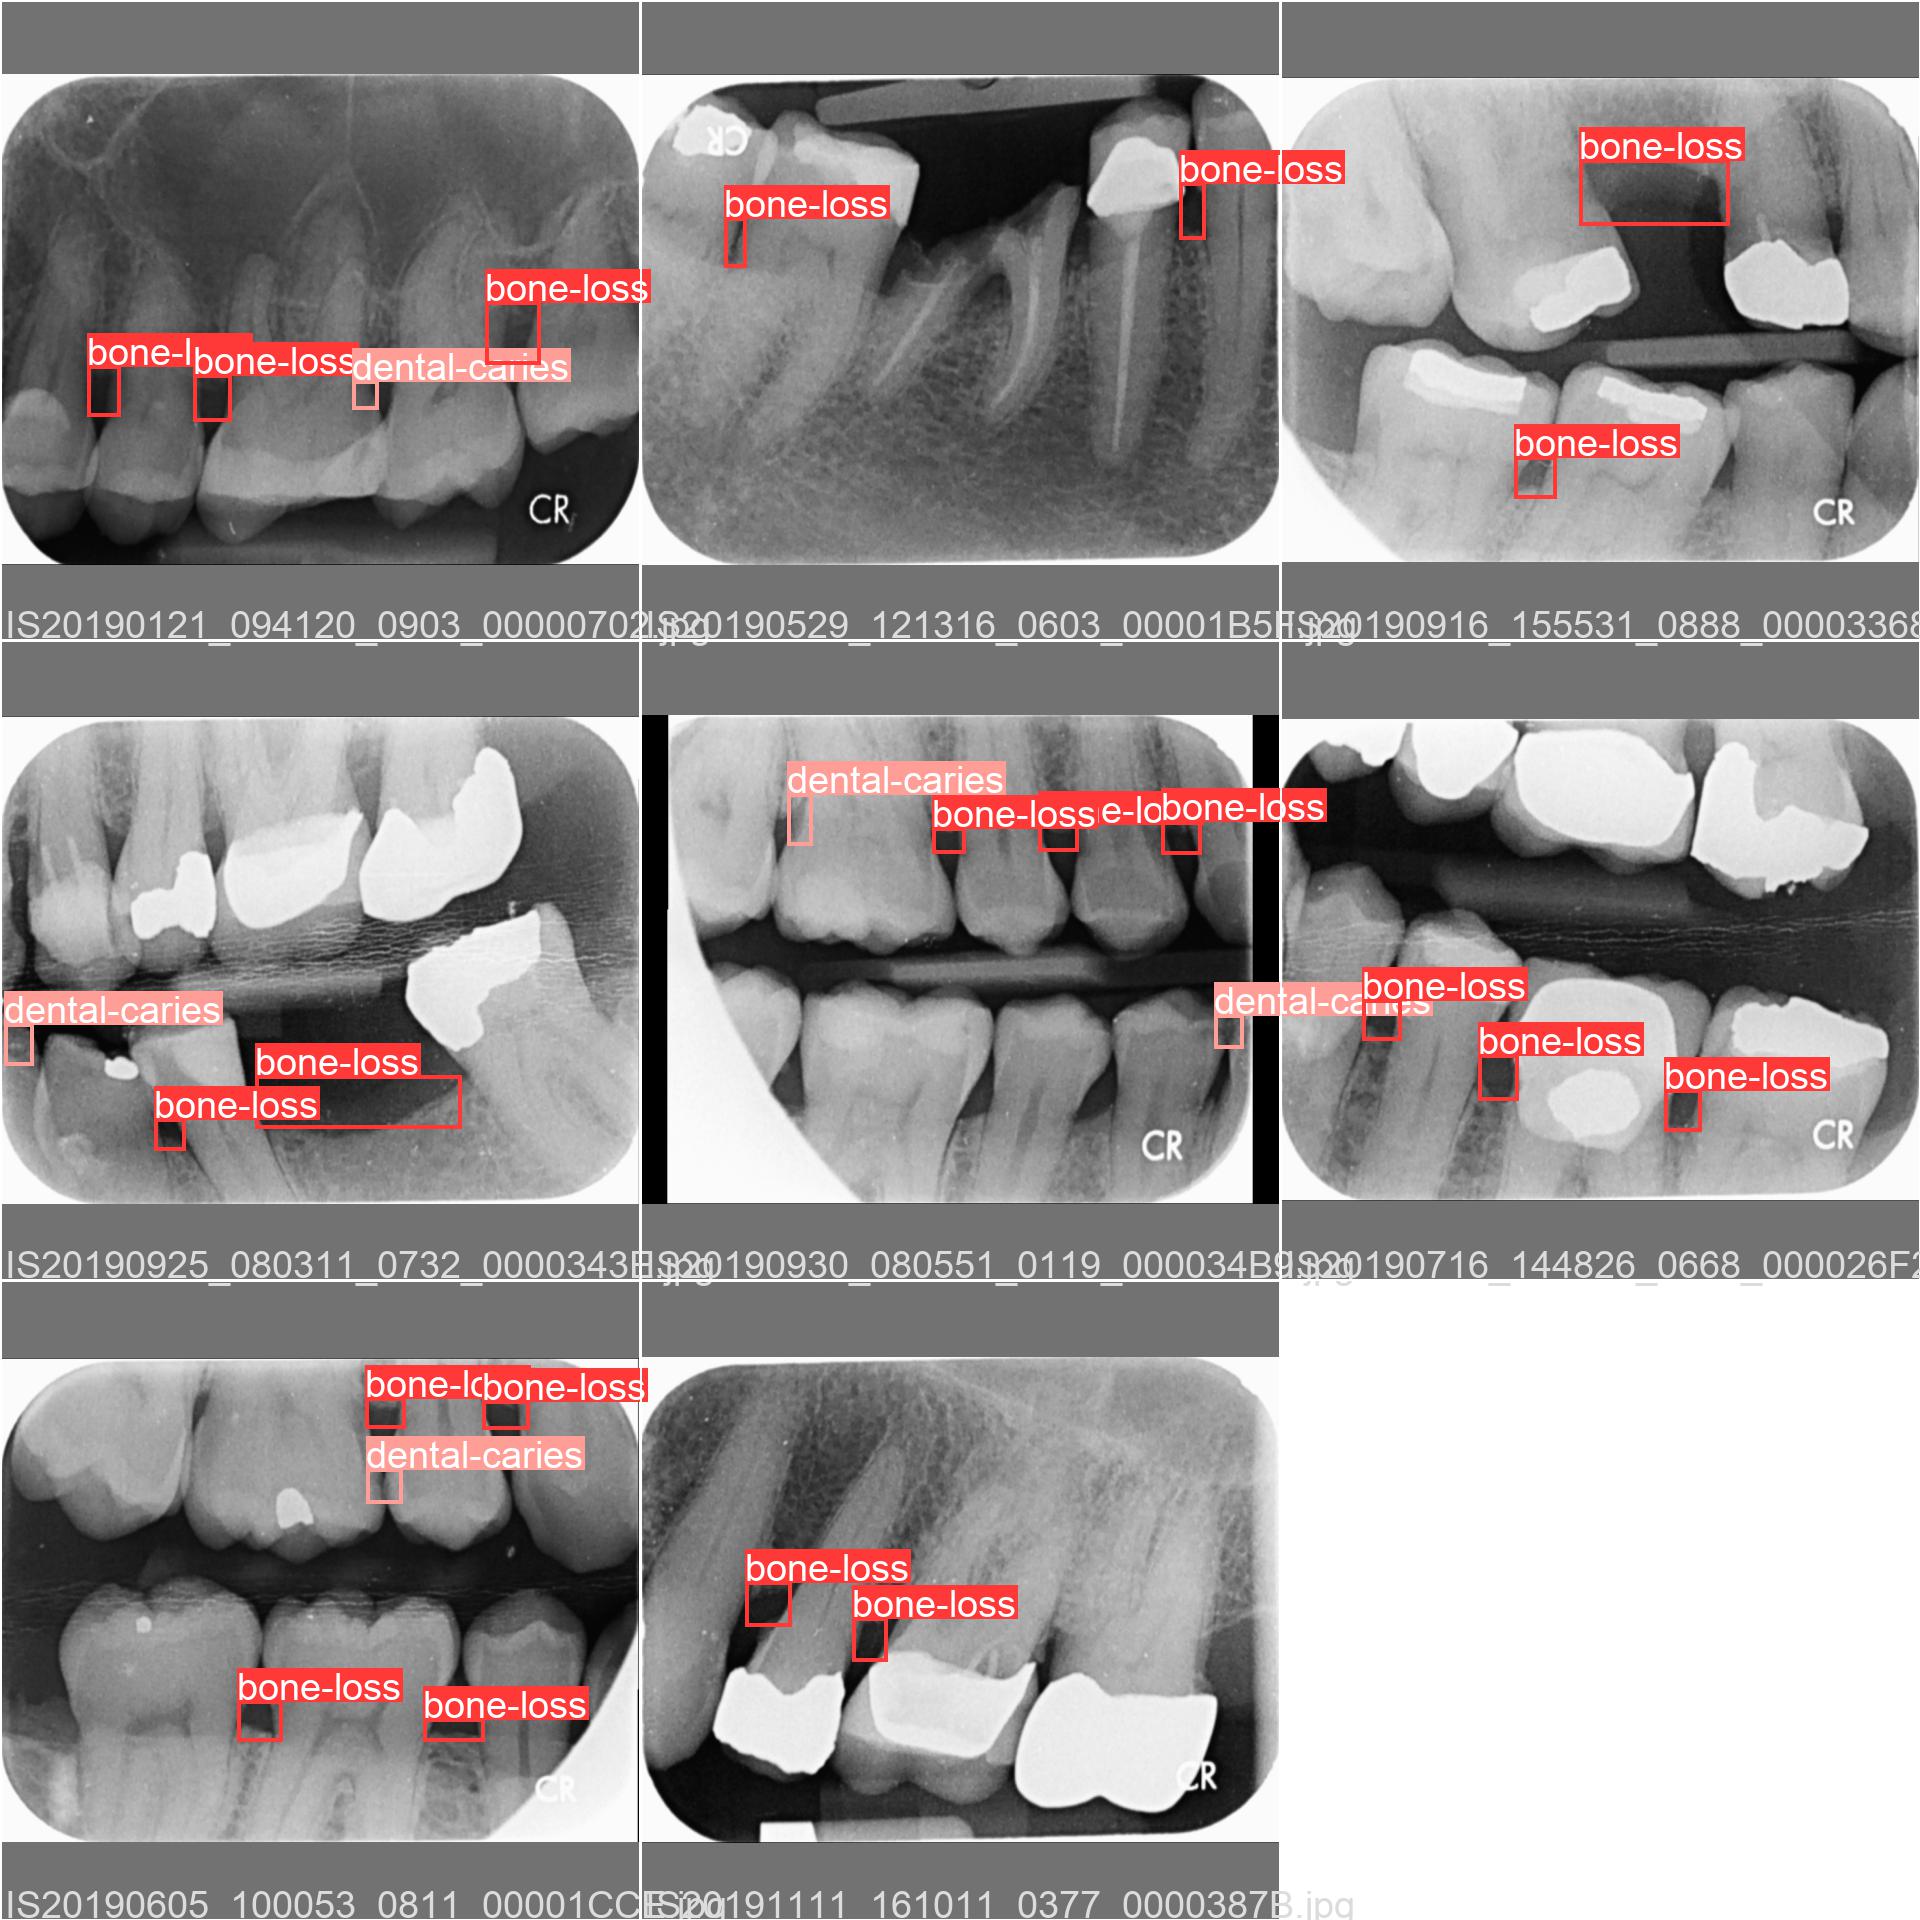 bone-loss
bone-l
bone-loss
dental-caries
CR
CR
bone-loss
bone-loss
bone-loss
bone-loss
CR
IS20190121_094120_0903_00000702.jpg
IS20190529_121316_0603_00001B5F.jpg
IS20190916_155531_0888_00003368
dental-caries
bone-loss
bone-loss
dental-caries
bone-loss
e-lo
bone-loss
dental-caries
CR
bone-loss
bone-loss
bone-loss
CR
IS20190925_080311_0732_0000343E.jpg
IS20190930_080551_0119_000034B9.jpg
IS20190716_144826_0668_000026F2
bone-lo
bone-loss
dental-caries
bone-loss
bone-loss
CR
bone-loss
bone-loss
CR
IS20190605_100053_0811_00001CCE.jpg
IS20191111_161011_0377_0000387B.jpg